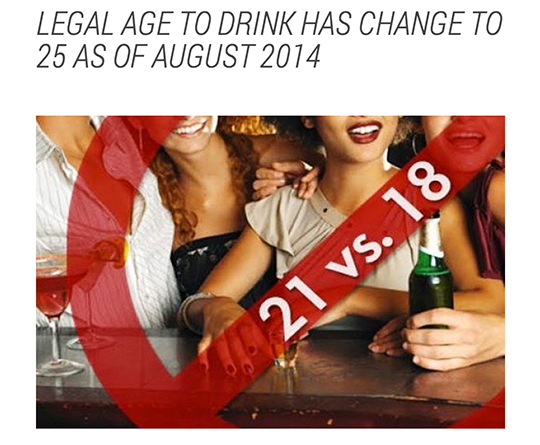 LEGAL AGE TO DRINK HAS CHANGE TO
25 AS OF AUGUST 2014
21 vs. 18